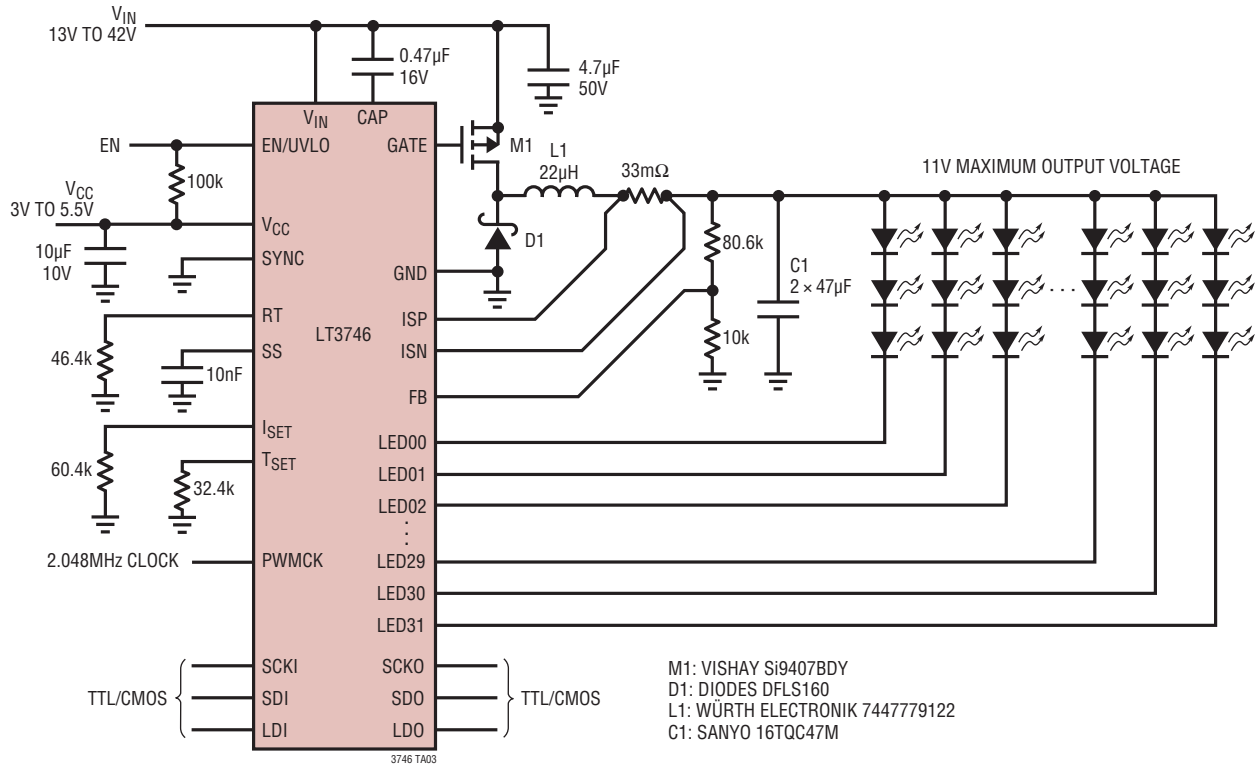 VIN
13V TO 42V
0.47µF
16V
4.7µF
50V
VIN
CAP
EN
EN/UVLO
GATE
M1
L1
22µH
33mΩ
11V MAXIMUM OUTPUT VOLTAGE
100k
VCC
3V TO 5.5V
VCC
10µF
10V
SYNC
D1
GND
80.6k
C1
2 × 47µF
RT
ISP
LT3746
46.4k
SS
ISN
10k
10nF
FB
ISET
LED00
60.4k
TSET
LED01
32.4k
LED02
2.048MHz CLOCK
PWMCK
LED29
LED30
LED31
SCKI
SCKO
TTL/CMOS
SDI
SDO
TTL/CMOS
LDI
LDO
M1: VISHAY Si9407BDY
D1: DIODES DFLS160
L1: WÜRTH ELECTRONIK 7447779122
C1: SANYO 16TQC47M
3746 TA03